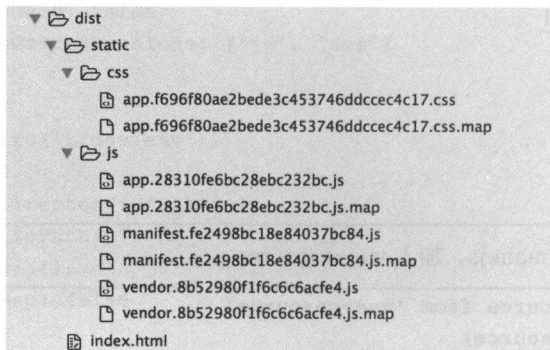 dist
static
css
app.f696f80ae2bede3c453746ddccec4c17.css
app.f696f80ae2bede3c453746ddccec4c17.css.map
js
app.28310fe6bc28ebc232bc.js
app.28310fe6bc28ebc232bc.js.map
manifest.fe2498bc18e84037bc84.js
manifest.fe2498bc18e84037bc84.js.map
vendor.8b52980f1f6c6c6acfe4.js
vendor.8b52980f1f6c6c6acfe4.js.map
index.html